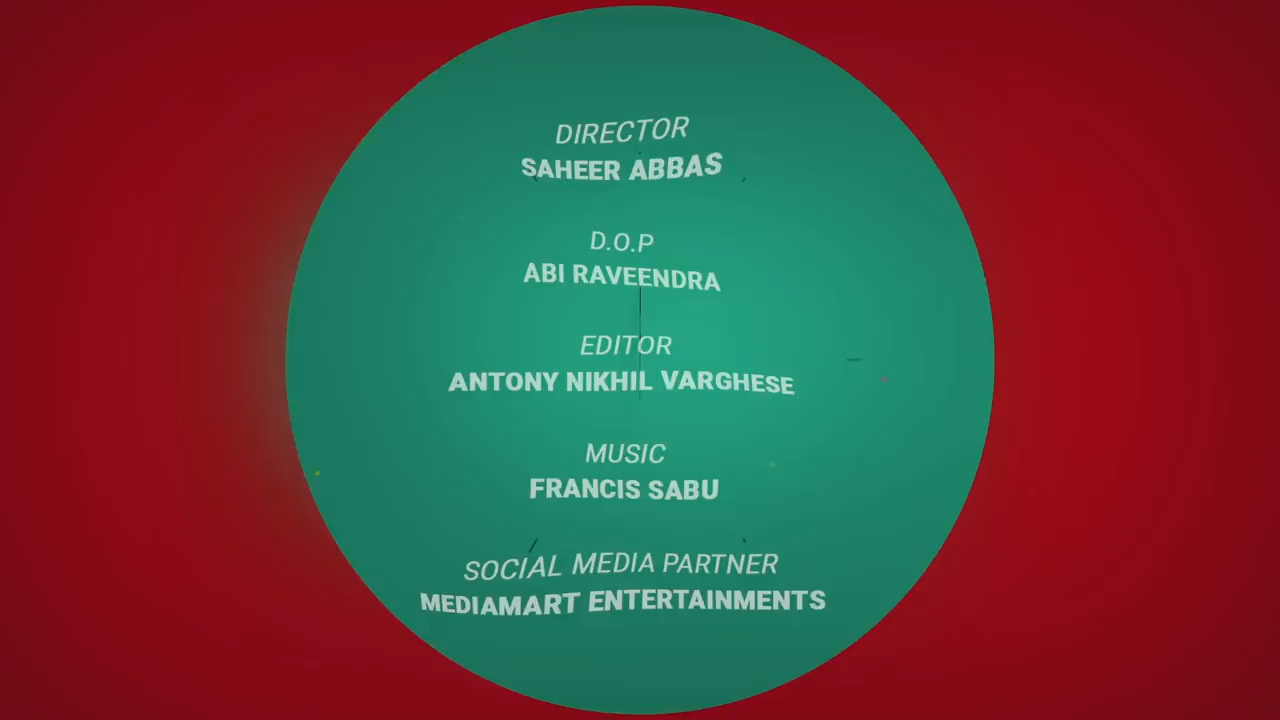 DIRECTOR
SAHEER ABBAS
D.O.P
ABI RAVEENDRA
EDITOR
ANTONY NIKHIL VARGHESE
MUSIC
FRANCIS SABU
SOCIAL MEDIA PARTNER
MEDIAMART ENTERTAINMENTS